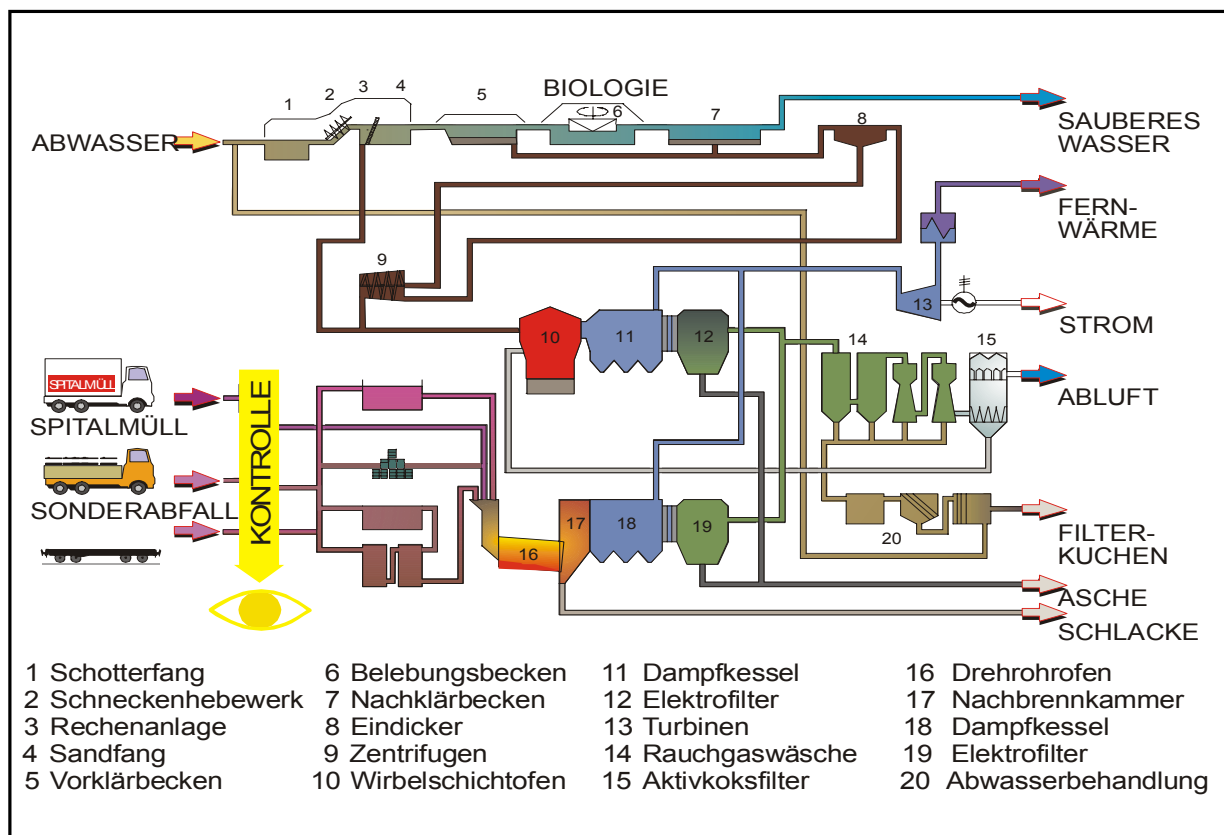 BIOLOGIE
1
2
3
4
5
6
7
8
ABWASSER
SAUBERES
WASSER
FERN-
WÄRME
9
13
STROM
10
11
12
14
15
SPITALMÜLL
ABLUFT
SPITALMÜLL
KONTROLLE
SONDERABFALL
16
17
18
19
20
FILTER-
KUCHEN
ASCHE
SCHLACKE
1 Schotterfang
2 Schneckenhebewerk
3 Rechenanlage
4 Sandfang
5 Vorklärbecken
6 Belebungsbecken
7 Nachklärbecken
8 Eindicker
9 Zentrifugen
10 Wirbelschichtofen
11 Dampfkessel
12 Elektrofilter
13 Turbinen
14 Rauchgaswäsche
15 Aktivkoksfilter
16 Drehrohrofen
17 Nachbrennkammer
18 Dampfkessel
19 Elektrofilter
20 Abwasserbehandlung